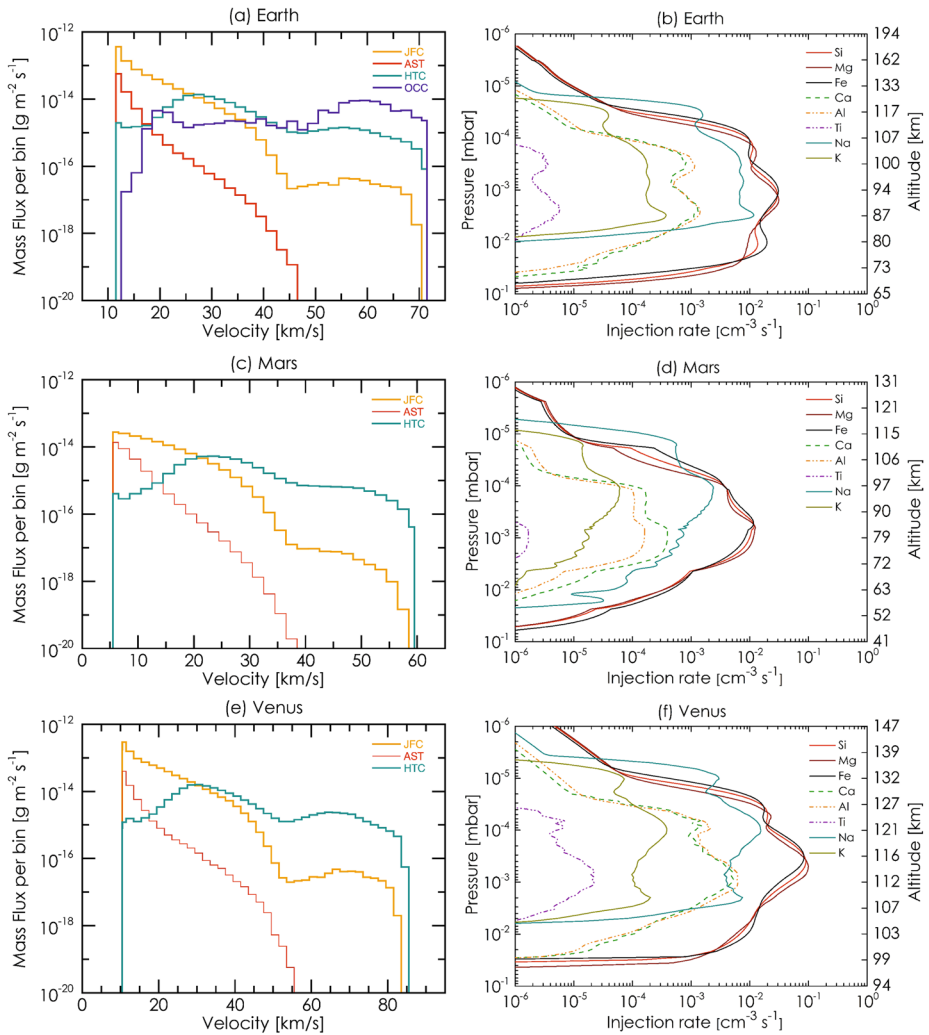 (a) Earth
Mass Flux per bin [g m⁻² s⁻¹]
10⁻¹²
10⁻¹⁴
10⁻¹⁶
10⁻¹⁸
10⁻²⁰
JFC
AST
HTC
OCC
10 20 30 40 50 60 70
Velocity [km/s]
(b) Earth
Pressure [mbar]
10⁻⁶
10⁻⁵
10⁻⁴
10⁻³
10⁻²
10⁻¹
Si
Mg
Fe
Ca
Al
Ti
Na
K
194
162
133
117
107
100
94
87
80
73
65
Altitude [km]
10⁻⁶ 10⁻⁵ 10⁻⁴ 10⁻³ 10⁻² 10⁻¹ 10⁰
Injection rate [cm⁻³ s⁻¹]
(c) Mars
Mass Flux per bin [g m⁻² s⁻¹]
10⁻¹²
10⁻¹⁴
10⁻¹⁶
10⁻¹⁸
10⁻²⁰
JFC
AST
HTC
0 10 20 30 40 50 60
Velocity [km/s]
(d) Mars
Pressure [mbar]
10⁻⁶
10⁻⁵
10⁻⁴
10⁻³
10⁻²
10⁻¹
Si
Mg
Fe
Ca
Al
Ti
Na
K
131
121
115
106
97
90
84
79
72
63
52
41
Altitude [km]
10⁻⁶ 10⁻⁵ 10⁻⁴ 10⁻³ 10⁻² 10⁻¹ 10⁰
Injection rate [cm⁻³ s⁻¹]
(e) Venus
Mass Flux per bin [g m⁻² s⁻¹]
10⁻¹²
10⁻¹⁴
10⁻¹⁶
10⁻¹⁸
10⁻²⁰
JFC
AST
HTC
20 40 60 80
Velocity [km/s]
(f) Venus
Pressure [mbar]
10⁻⁶
10⁻⁵
10⁻⁴
10⁻³
10⁻²
10⁻¹
Si
Mg
Fe
Ca
Al
Ti
Na
K
147
139
132
127
121
116
112
107
103
99
94
Altitude [km]
10⁻⁶ 10⁻⁵ 10⁻⁴ 10⁻³ 10⁻² 10⁻¹ 10⁰
Injection rate [cm⁻³ s⁻¹]